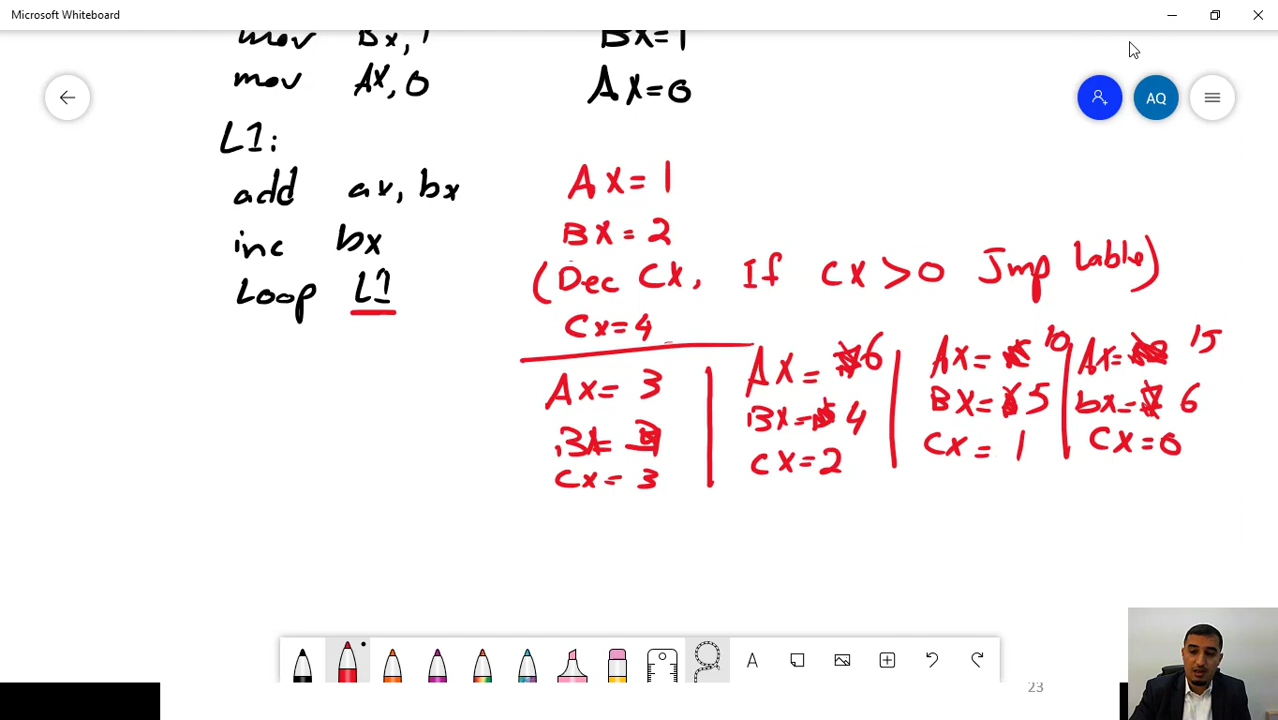 Microsoft Whiteboard
mov Bx, 1
mov AX, 0
L1:
add ax, bx
inc bx
Loop L1
Bx=1
Ax=0
Ax=1
BX=2
(Dec CX, If CX>0 Jmp lable)
Cx=4
AX=3
BX=
CX=3
AX=6
BX=4
CX=2
AX=10
BX=5
CX=1
AX=15
bx=6
CX=0
AQ
A
23